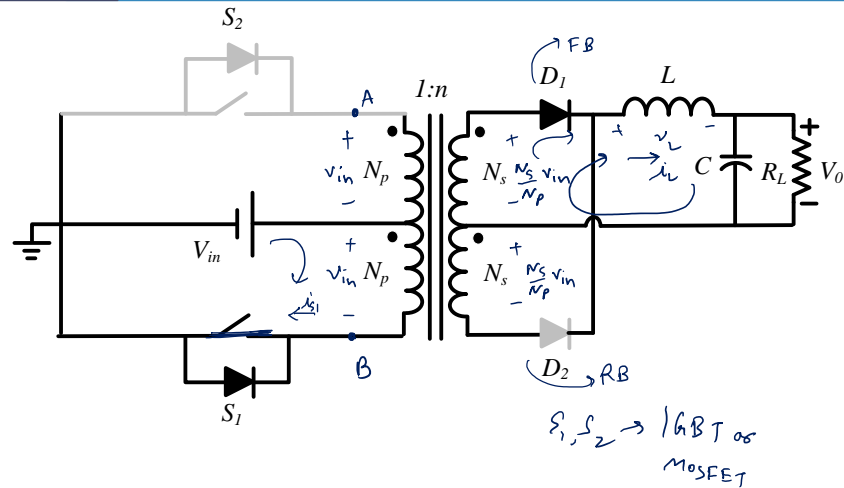 S2
FB
D1
L
A
1:n
+
+
+
-
+
vin Np
Ns Ns/Np vin
vL
iL
C
RL
V0
-
-
-
Vin
+
+
vin Np
Ns Ns/Np vin
is1
-
-
B
D2
RB
S1
S1, S2 → IGBT or
MOSFET